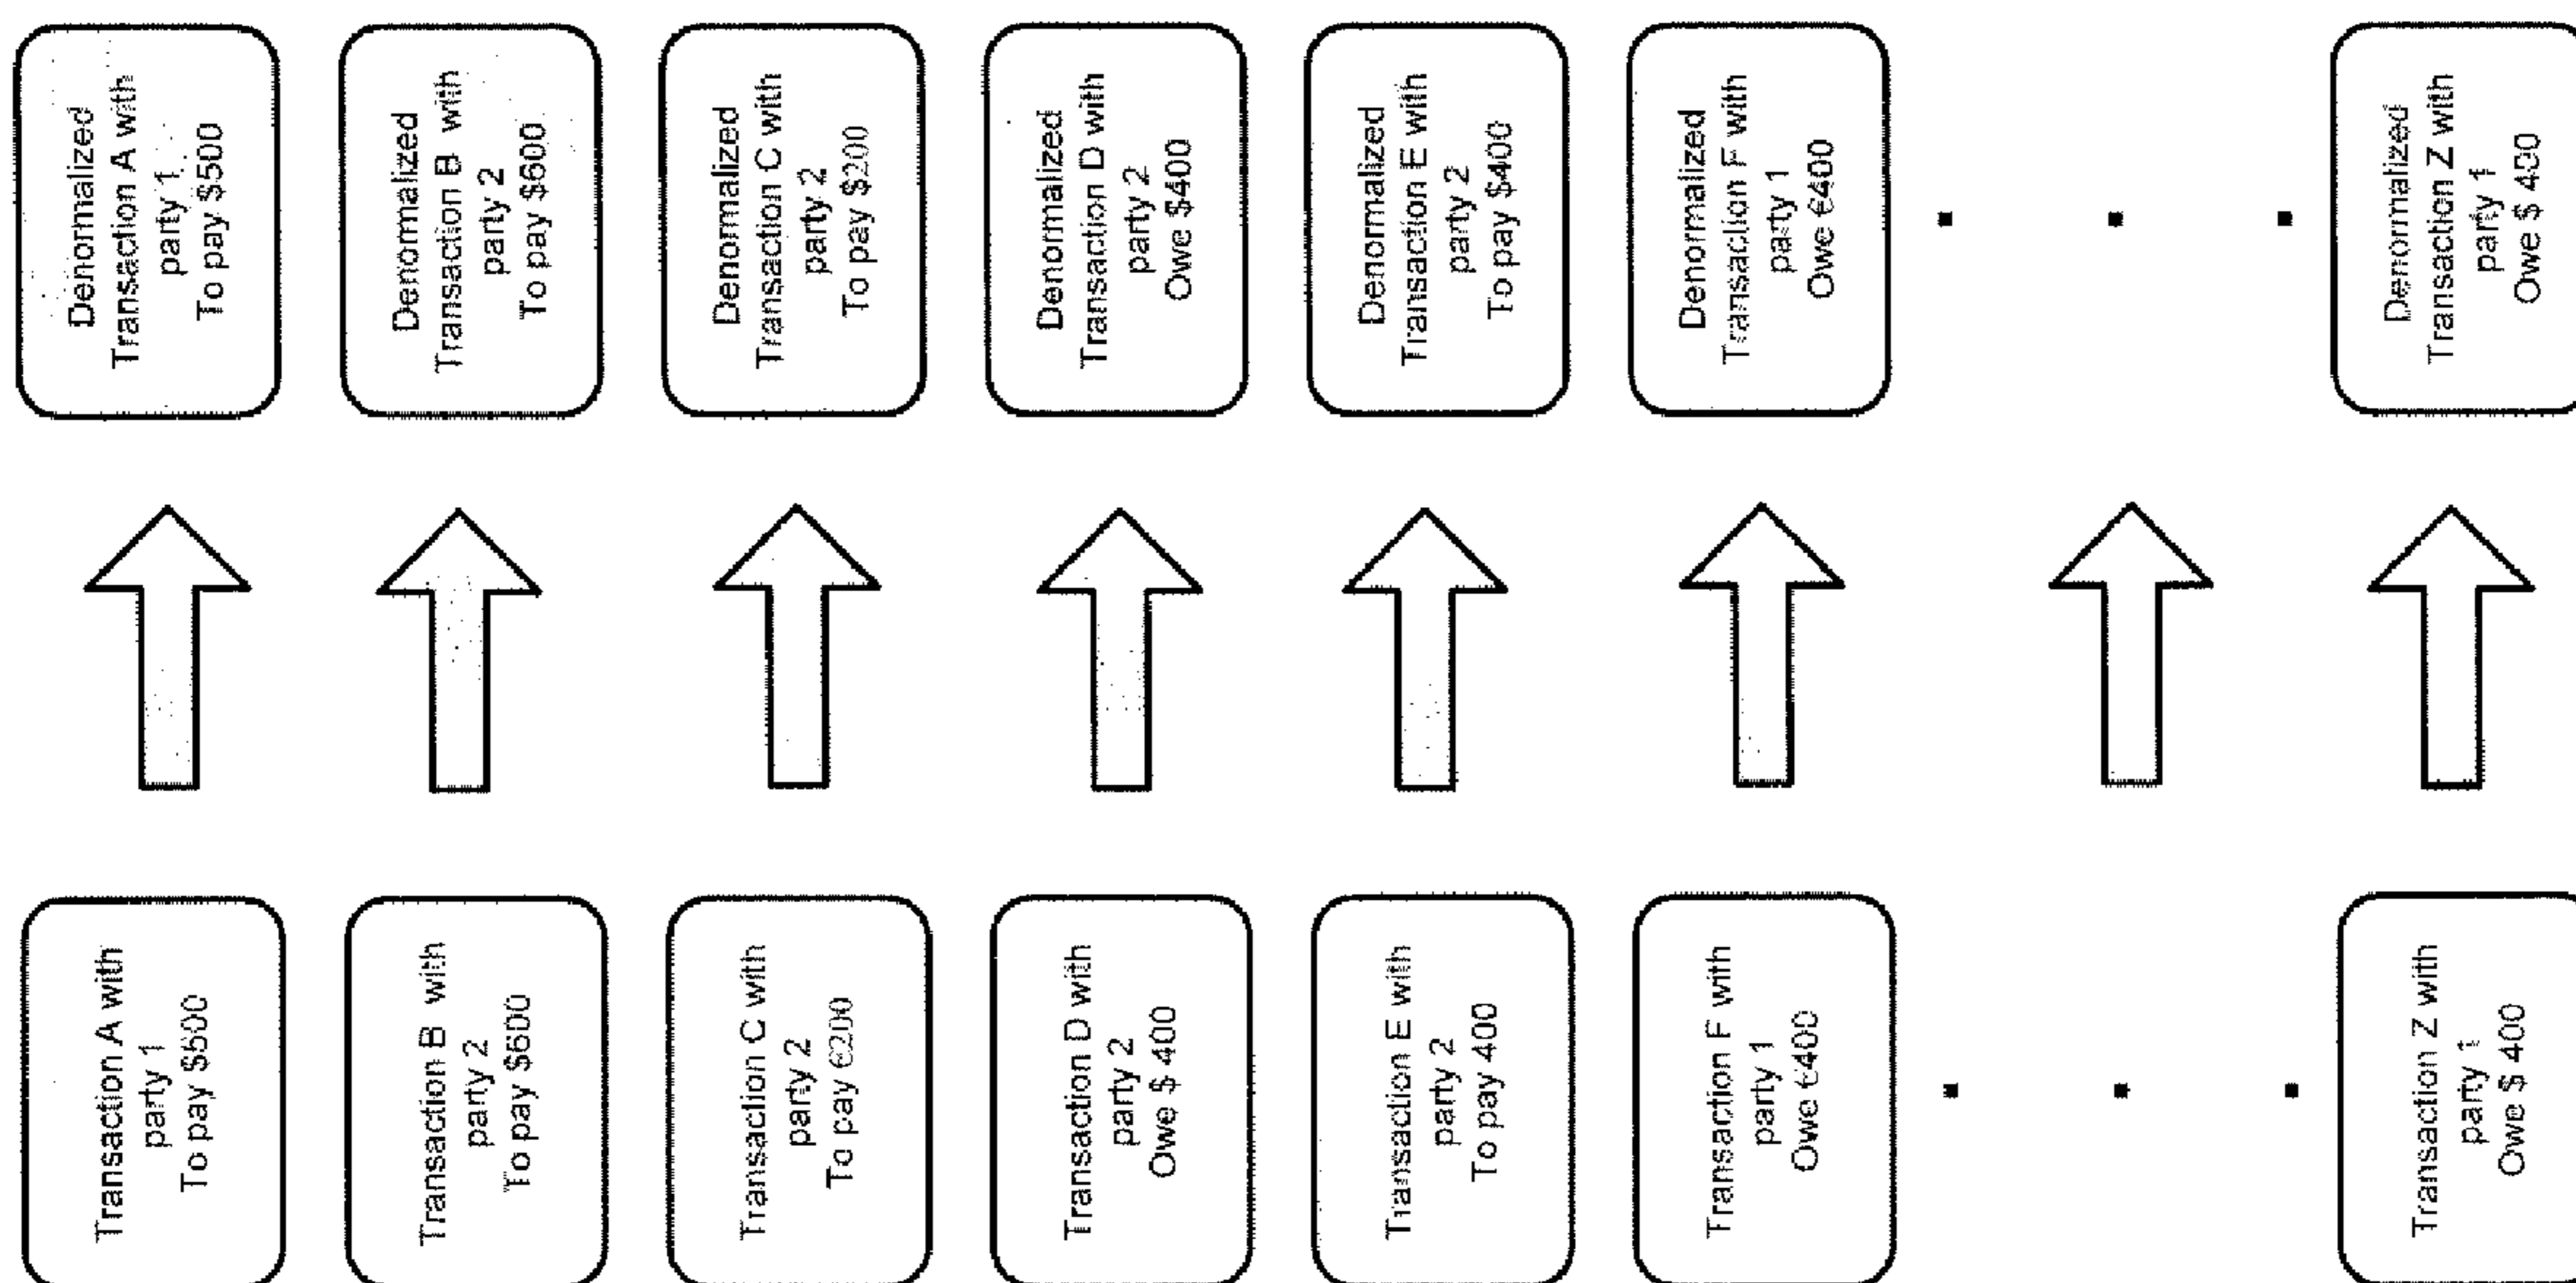 Transaction A with
party 1
To pay $500
Denormalized
Transaction A with
party 1
To pay $500
Transaction B with
party 2
To pay $600
Denormalized
Transaction B with
party 2
To pay $600
Transaction C with
party 2
To pay €200
Denormalized
Transaction C with
party 2
To pay $200
Transaction D with
party 2
Owe $ 400
Denormalized
Transaction D with
party 2
Owe $400
Transaction E with
party 2
To pay 400
Denormalized
Transaction E with
party 2
To pay $400
Transaction F with
party 1
Owe €400
Denormalized
Transaction F with
party 1
Owe €400
Transaction Z with
party 1
Owe $ 400
Denormalized
Transaction Z with
party 1
Owe $ 400